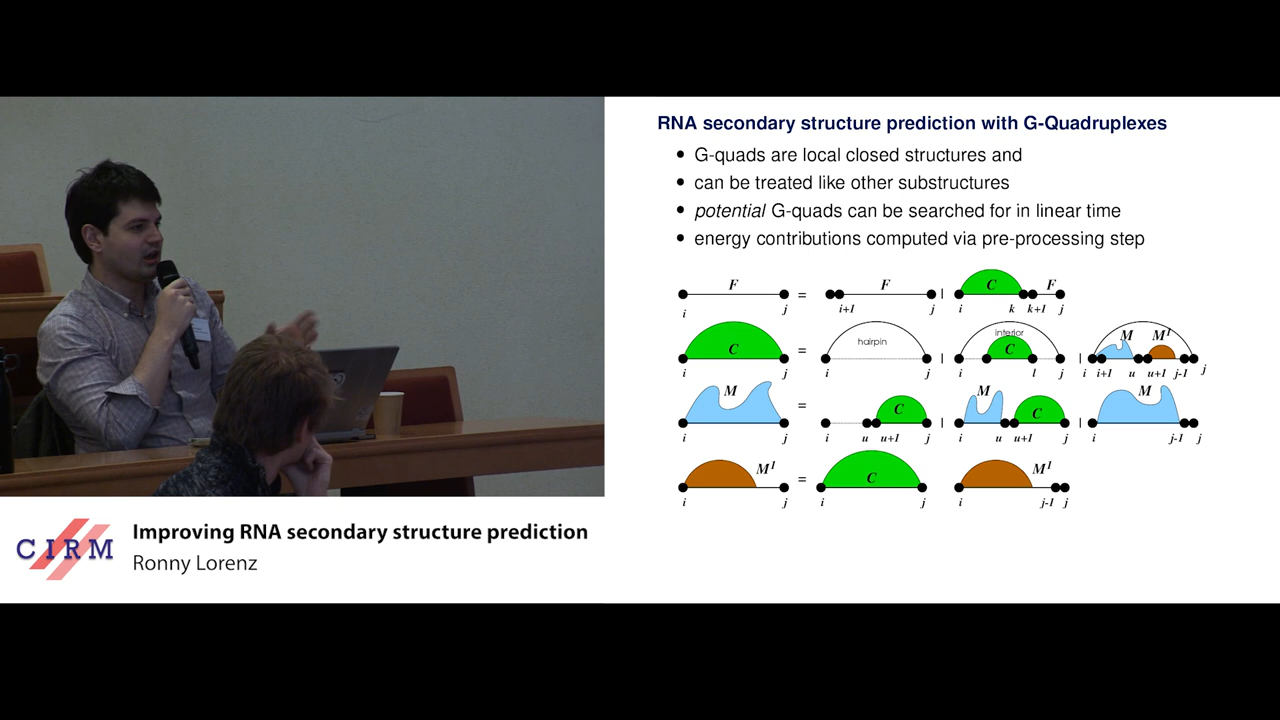 RNA secondary structure prediction with G-Quadruplexes
G-quads are local closed structures and
can be treated like other substructures
potential G-quads can be searched for in linear time
energy contributions computed via pre-processing step
F = F | C F
i j i+1 j i k k+1 j
C = hairpin | interior C | M M¹
i j i j i l j i i+1 u u+1 j-1 j
M = C | M C | M
i j i u u+1 j i u u+1 j i j-1 j
M¹ = C | M¹
i j i j i j-1 j
CIRM
Improving RNA secondary structure prediction
Ronny Lorenz